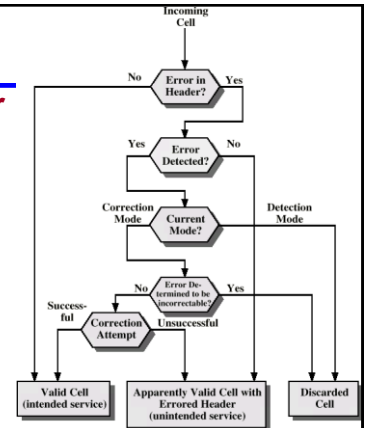 Incoming
Cell
No
Error in
Header?
Yes
Yes
Error
Detected?
No
Correction
Mode
Current
Mode?
Detection
Mode
No
Error De-
termined to be
incorrectable?
Yes
Success-
ful
Correction
Attempt
Unsuccessful
Valid Cell
(intended service)
Apparently Valid Cell with
Errored Header
(unintended service)
Discarded
Cell